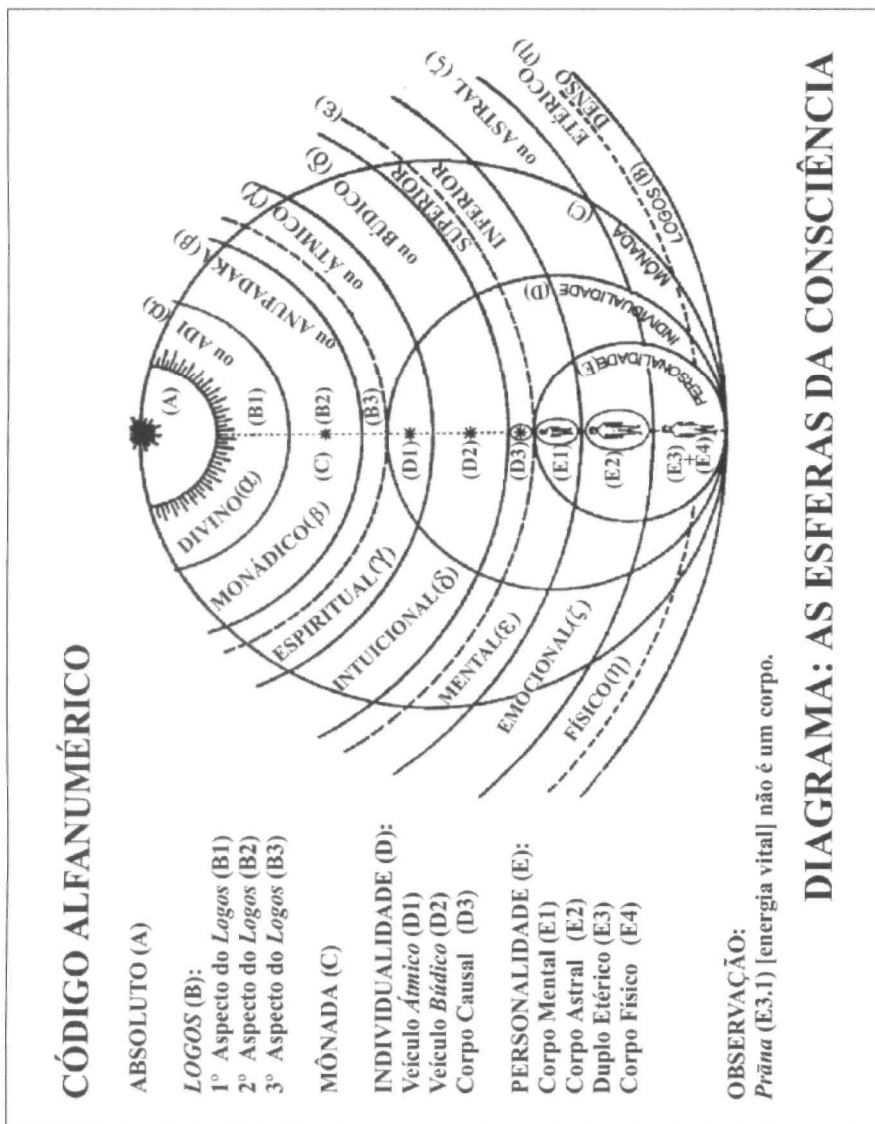 CÓDIGO ALFANUMÉRICO
ABSOLUTO (A)
LOGOS (B):
1º Aspecto do Logos (B1)
2º Aspecto do Logos (B2)
3º Aspecto do Logos (B3)
MÔNADA (C)
INDIVIDUALIDADE (D):
Veículo Átmico (D1)
Veículo Búdico (D2)
Corpo Causal (D3)
PERSONALIDADE (E):
Corpo Mental (E1)
Corpo Astral (E2)
Duplo Etérico (E3)
Corpo Físico (E4)
OBSERVAÇÃO:
Prāna (E3.1) [energia vital] não é um corpo.
DIVINO(α)
MONÁDICO(β)
ESPIRITUAL(γ)
INTUICIONAL(δ)
MENTAL(ε)
EMOCIONAL(ζ)
FÍSICO(η)
(A)
(B1)
(C) (B2)
(B3)
(D1)
(D2)
(D3)
(E1)
(E2)
(E3)
+
(E4)
ou ADI (α)
ou ANUPADAKA (β)
ou ÁTMICO (γ)
ou BÚDICO (δ)
SUPERIOR (ε)
INFERIOR
ou ASTRAL (ζ)
ETÉRICO (η)
DENSO
PERSONALIDADE(E)
INDIVIDUALIDADE (D)
MÔNADA (C)
LOGOS (B)
DIAGRAMA: AS ESFERAS DA CONSCIÊNCIA